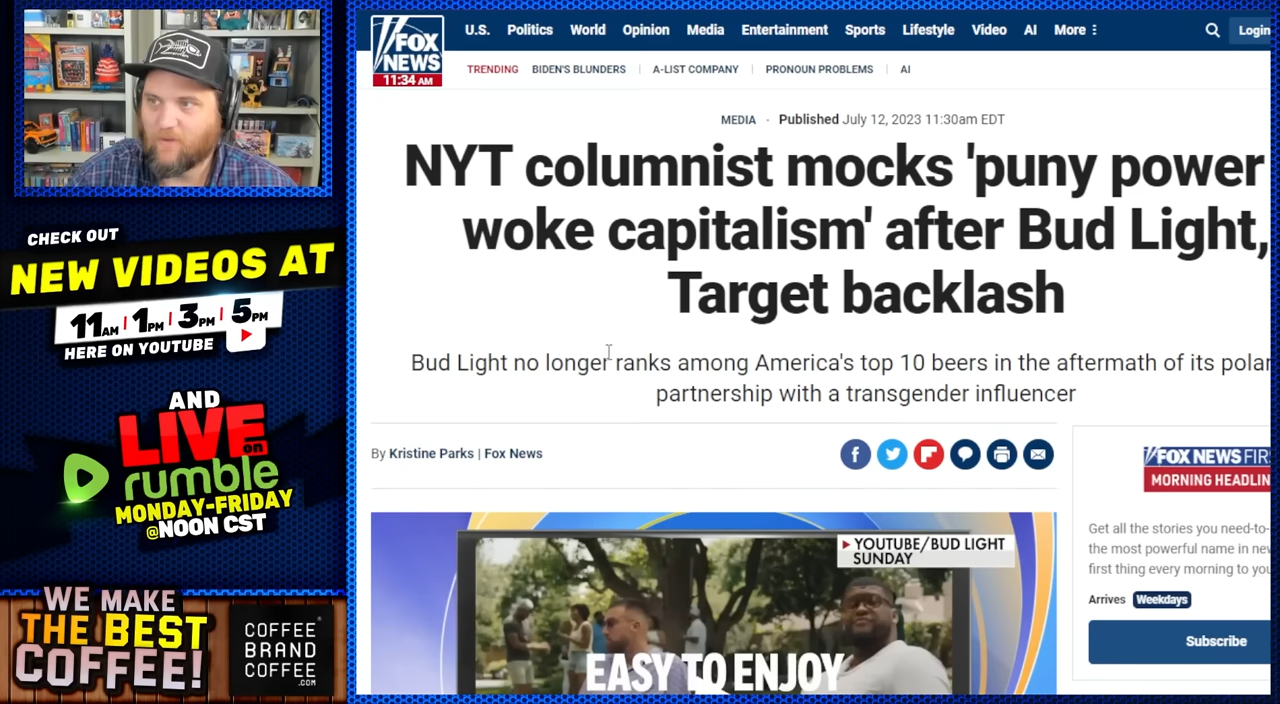 CHECK OUT
NEW VIDEOS AT
11AM | 1PM | 3PM | 5PM
HERE ON YOUTUBE
AND
LIVE on
rumble
MONDAY-FRIDAY
@NOON CST
WE MAKE
THE BEST
COFFEE!
COFFEE
BRAND
COFFEE
.COM
FOX
NEWS
11:34 AM
U.S. Politics World Opinion Media Entertainment Sports Lifestyle Video AI More
Login
TRENDING BIDEN'S BLUNDERS A-LIST COMPANY PRONOUN PROBLEMS AI
MEDIA · Published July 12, 2023 11:30am EDT
NYT columnist mocks 'puny power
woke capitalism' after Bud Light,
Target backlash
Bud Light no longer ranks among America's top 10 beers in the aftermath of its polar
partnership with a transgender influencer
By Kristine Parks | Fox News
YOUTUBE/BUD LIGHT
SUNDAY
EASY TO ENJOY
FOX NEWS FIRS
MORNING HEADLIN
Get all the stories you need-to-
the most powerful name in new
first thing every morning to you
Arrives Weekdays
Subscribe